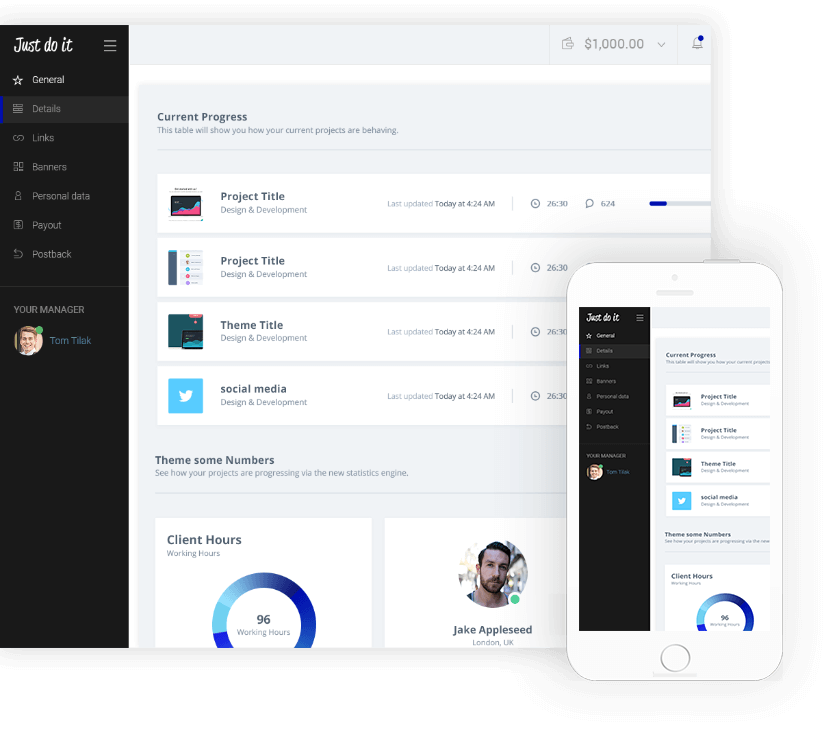 Just do it
$1,000.00
General
Details
Links
Banners
Personal data
Payout
Postback
YOUR MANAGER
Tom Tilak
Current Progress
This table will show you how your current projects are behaving.
Project Title
Design & Development
Last updated Today at 4:24 AM
26:30
624
Project Title
Design & Development
Last updated Today at 4:24 AM
26:30
Theme Title
Design & Development
Last updated Today at 4:24 AM
26:30
social media
Design & Development
Last updated Today at 4:24 AM
26:30
Theme some Numbers
See how your projects are progressing via the new statistics engine.
Client Hours
Working Hours
96
Working Hours
Jake Appleseed
London, UK
Just do it
General
Details
Links
Banners
Personal data
Payout
Postback
YOUR MANAGER
Tom Tilak
Current Progress
This table will show you how your current projects
Project Title
Design & Development
Project Title
Design & Development
Theme Title
Design & Development
social media
Design & Development
Theme some Numbers
See how your projects are progressing via the new
Client Hours
Working Hours
96
Working Hours